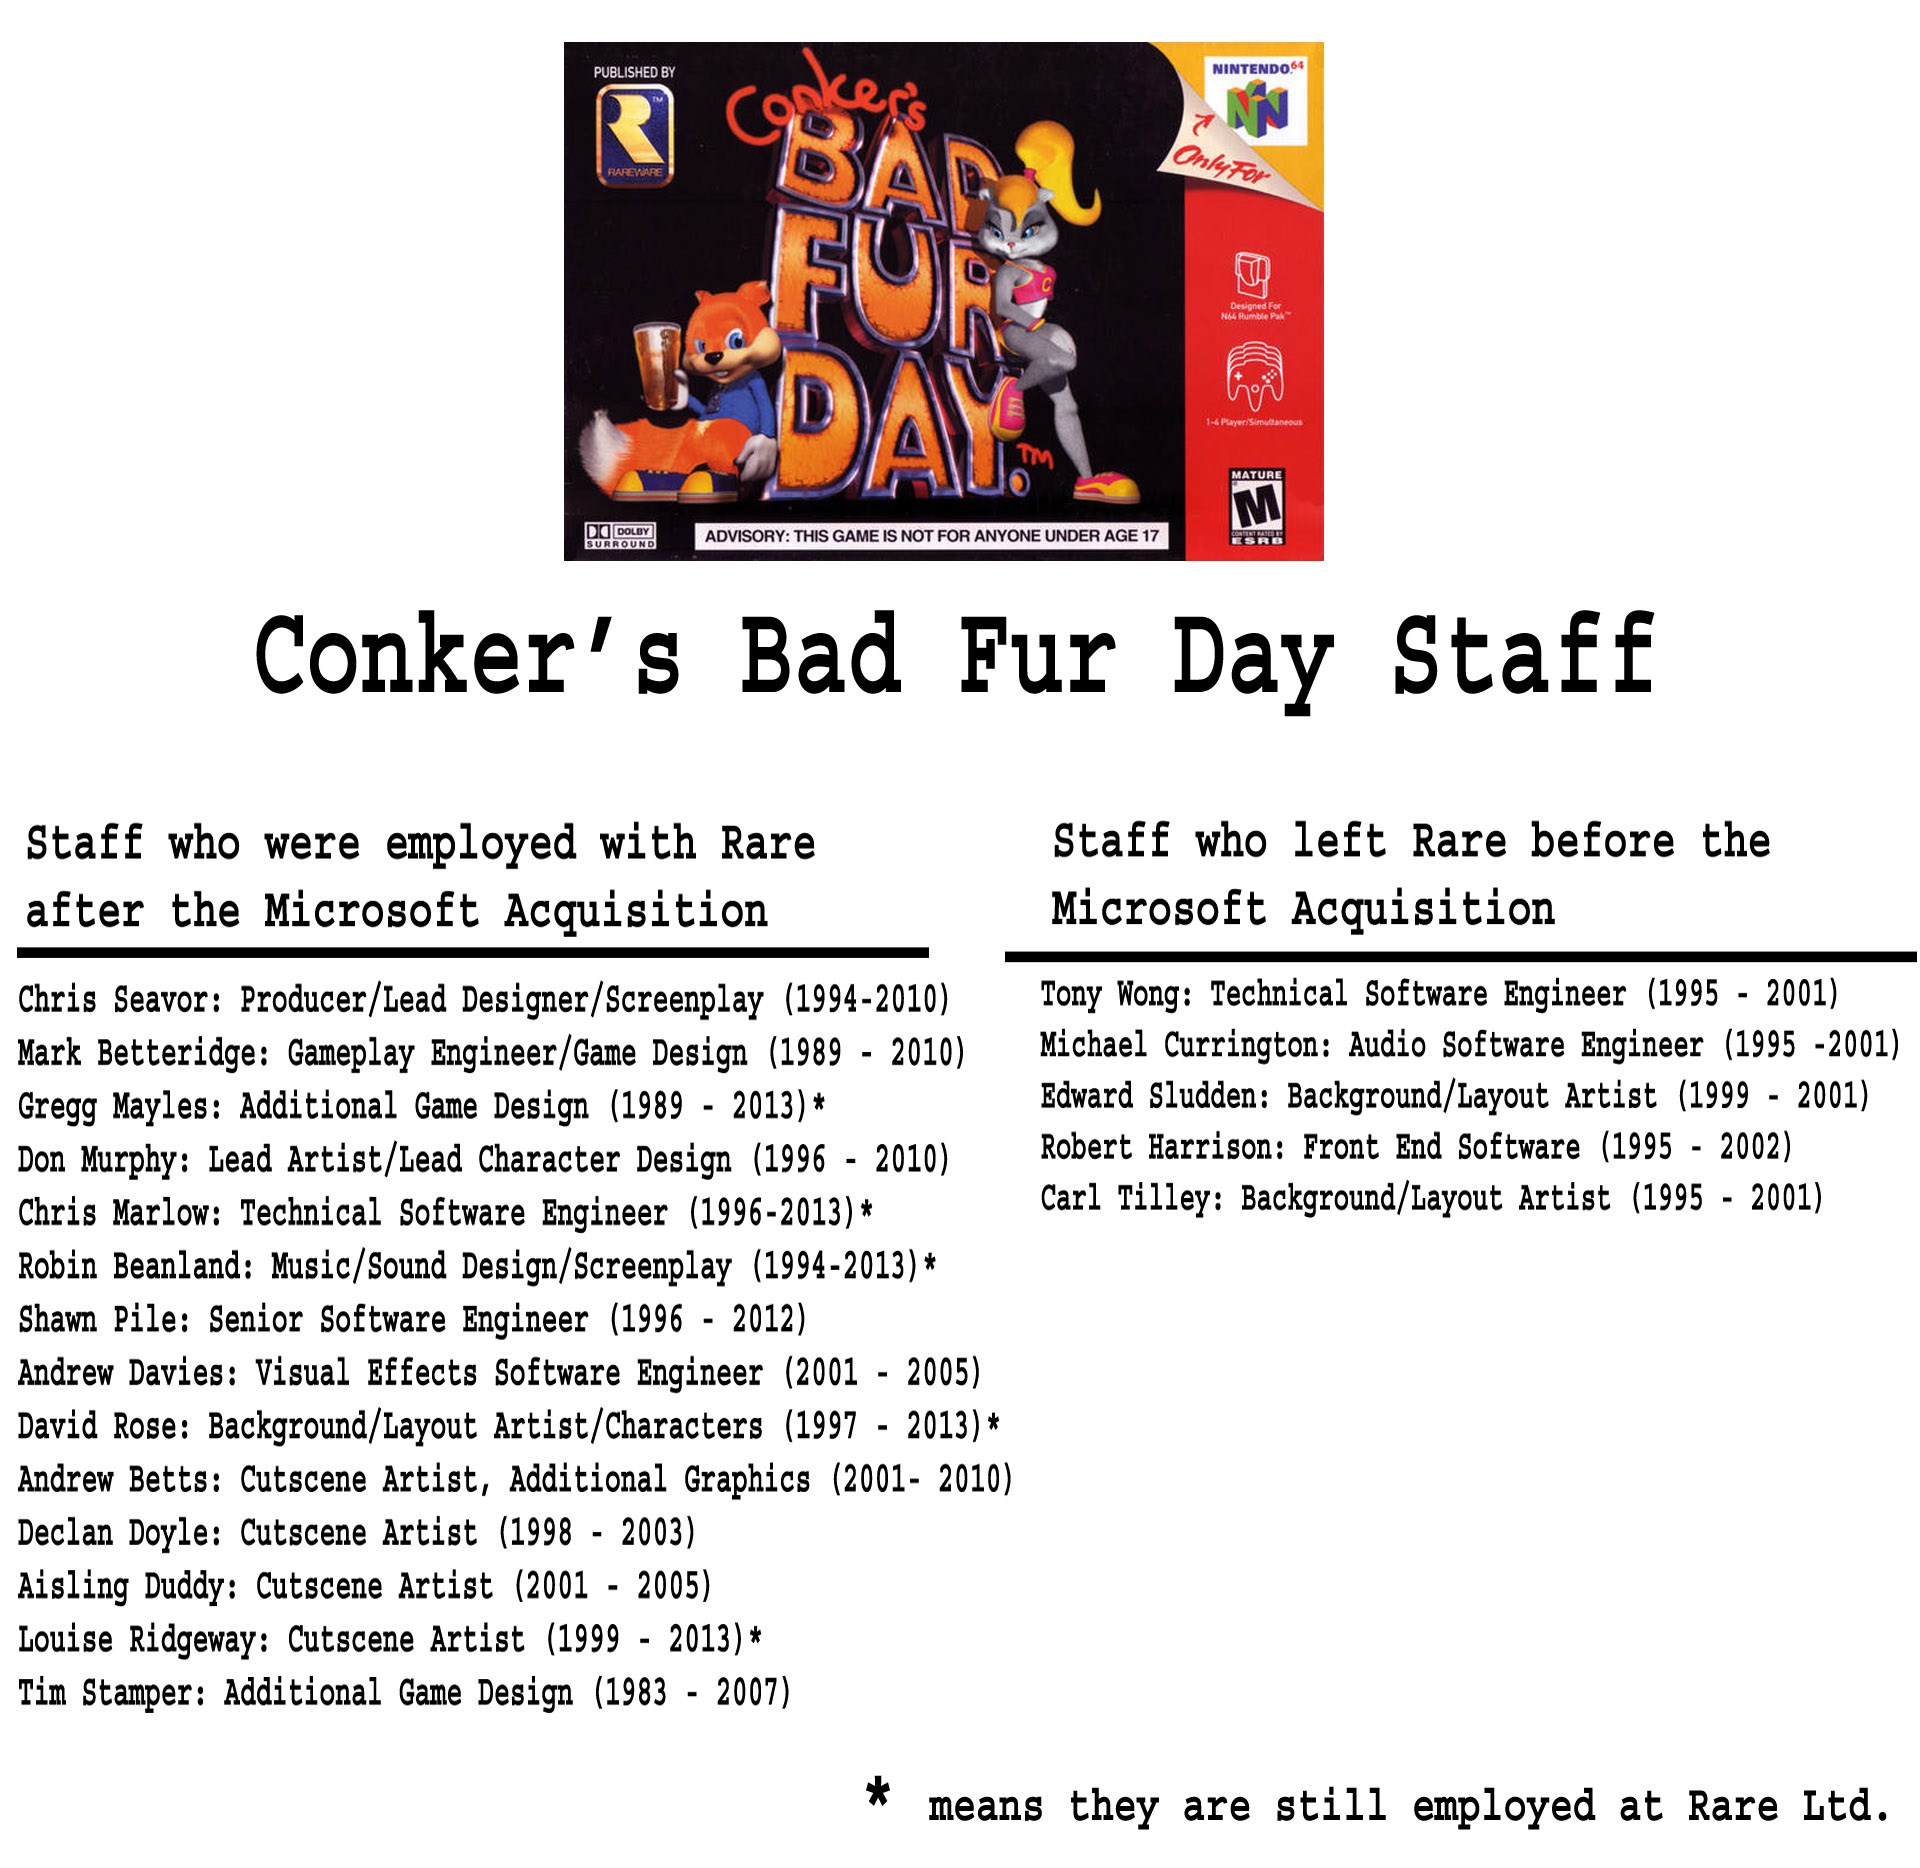 PUBLISHED BY
R
TM
RAREWARE
Conker's
BAD
FUR
DAY.™
NINTENDO.64
N
Only For
Designed For
N64 Rumble Pak™
1-4 Player/Simultaneous
MATURE
M
CONTENT RATED BY
ESRB
DOLBY
SURROUND
ADVISORY: THIS GAME IS NOT FOR ANYONE UNDER AGE 17
C
Conker’s Bad Fur Day Staff
Staff who were employed with Rare
after the Microsoft Acquisition
Chris Seavor: Producer/Lead Designer/Screenplay (1994-2010)
Mark Betteridge: Gameplay Engineer/Game Design (1989 - 2010)
Gregg Mayles: Additional Game Design (1989 - 2013)*
Don Murphy: Lead Artist/Lead Character Design (1996 - 2010)
Chris Marlow: Technical Software Engineer (1996-2013)*
Robin Beanland: Music/Sound Design/Screenplay (1994-2013)*
Shawn Pile: Senior Software Engineer (1996 - 2012)
Andrew Davies: Visual Effects Software Engineer (2001 - 2005)
David Rose: Background/Layout Artist/Characters (1997 - 2013)*
Andrew Betts: Cutscene Artist, Additional Graphics (2001- 2010)
Declan Doyle: Cutscene Artist (1998 - 2003)
Aisling Duddy: Cutscene Artist (2001 - 2005)
Louise Ridgeway: Cutscene Artist (1999 - 2013)*
Tim Stamper: Additional Game Design (1983 - 2007)
Staff who left Rare before the
Microsoft Acquisition
Tony Wong: Technical Software Engineer (1995 - 2001)
Michael Currington: Audio Software Engineer (1995 -2001)
Edward Sludden: Background/Layout Artist (1999 - 2001)
Robert Harrison: Front End Software (1995 - 2002)
Carl Tilley: Background/Layout Artist (1995 - 2001)
* means they are still employed at Rare Ltd.